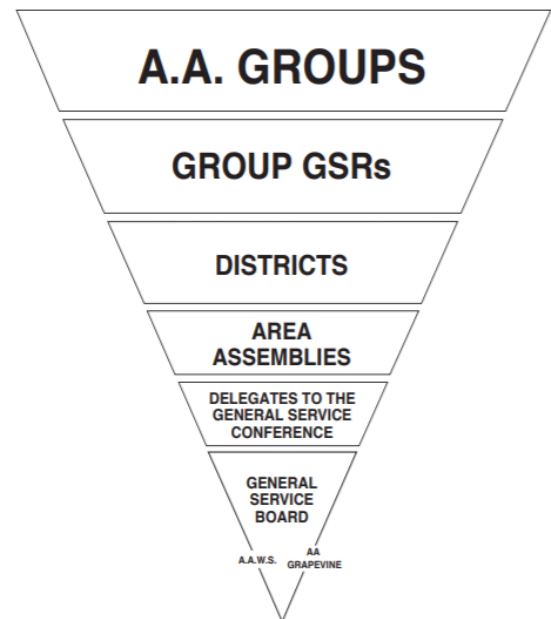 A.A. GROUPS
GROUP GSRs
DISTRICTS
AREA
ASSEMBLIES
DELEGATES TO THE
GENERAL SERVICE
CONFERENCE
GENERAL
SERVICE
BOARD
A.A.W.S.
AA
GRAPEVINE